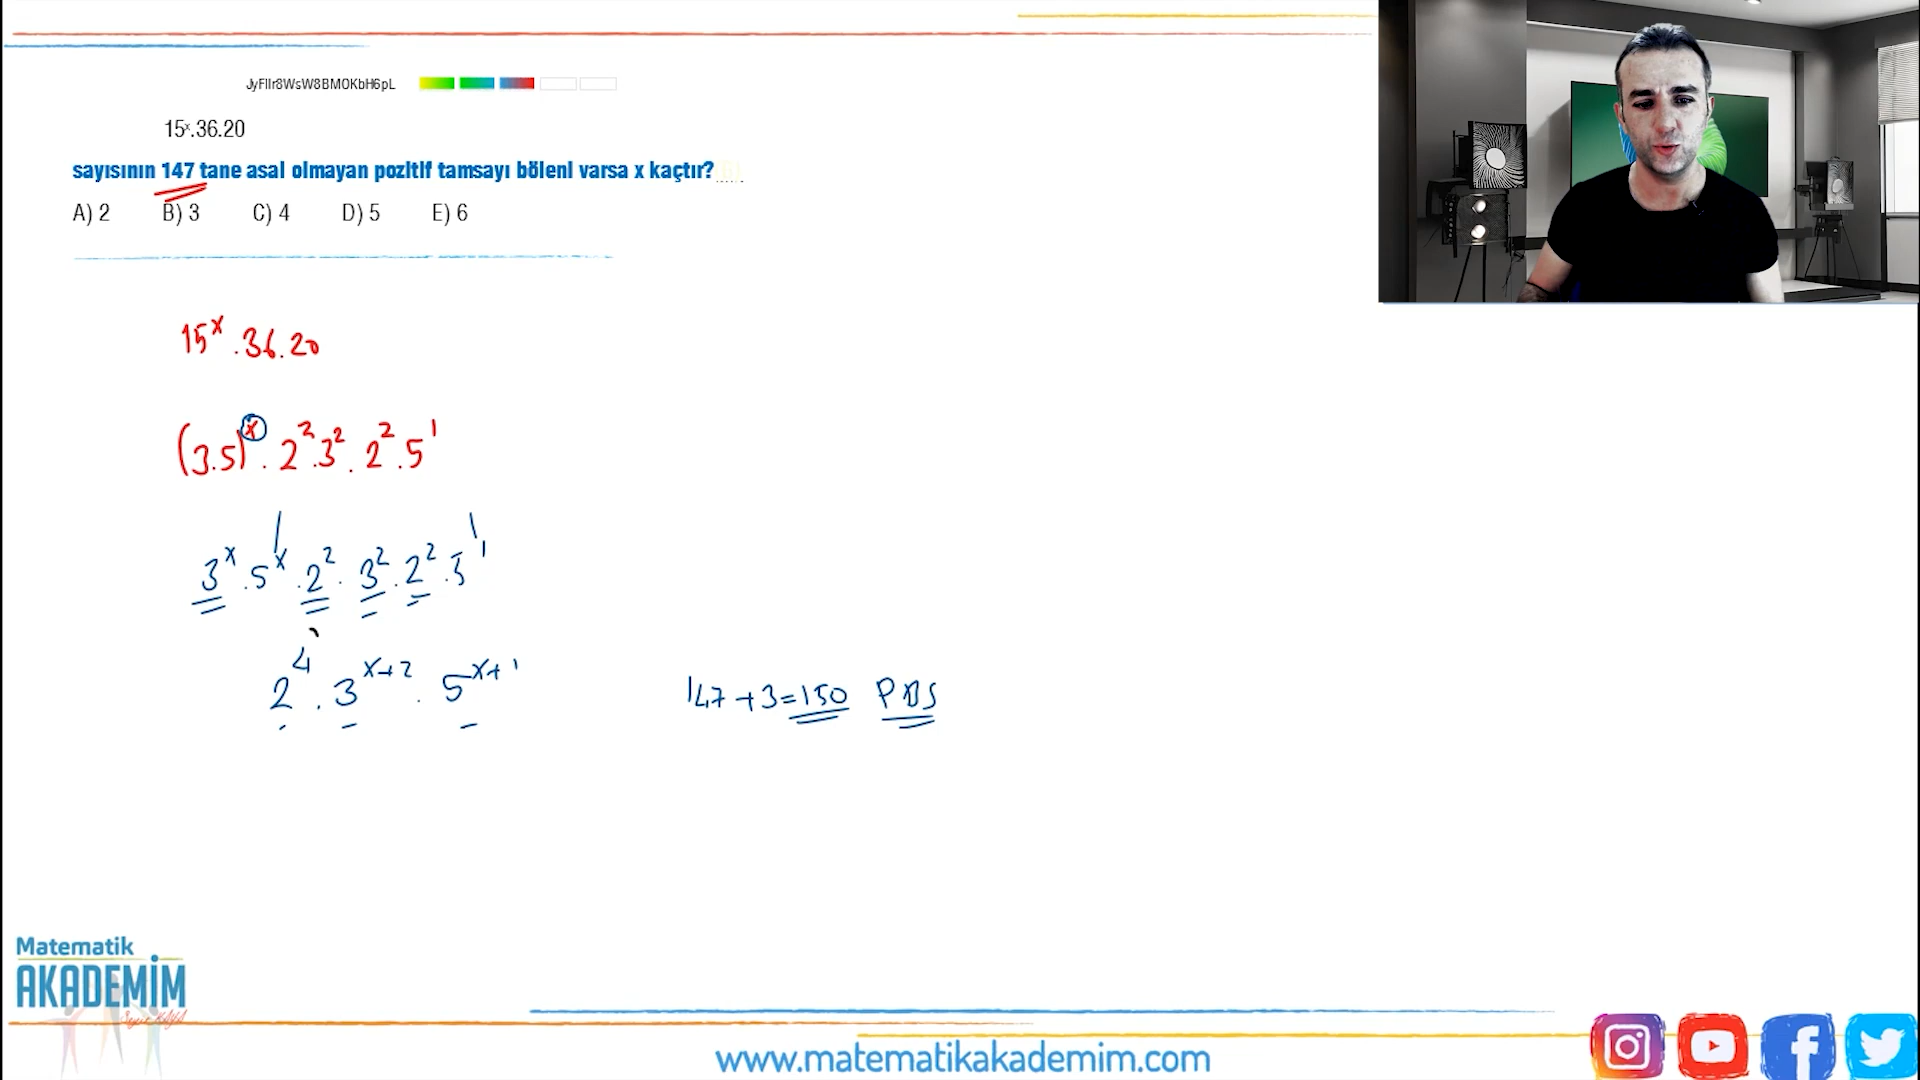 JyFIIr8WsW8BMOKbH6pL
15ˣ.36.20
sayısının 147 tane asal olmayan pozitif tamsayı böleni varsa x kaçtır?
A) 2 B) 3 C) 4 D) 5 E) 6
15ˣ.36.20
(3.5)ˣ.2².3².2².5¹
3ˣ.5ˣ.2².3².2².5¹
2⁴.3ˣ⁺².5ˣ⁺¹
147+3=150 PBS
Matematik
AKADEMİM
www.matematikakademim.com